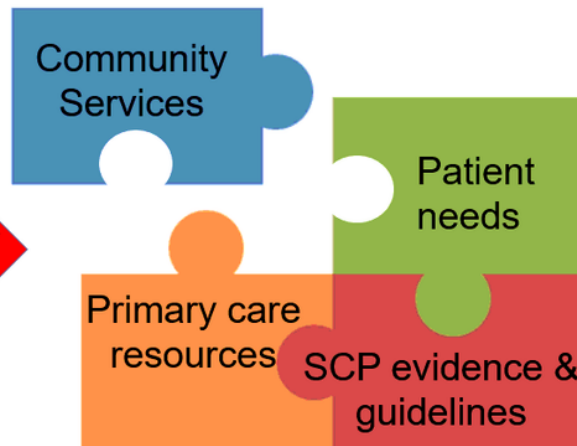 Community
Services
Patient
needs
Primary care
resources
SCP evidence &
guidelines